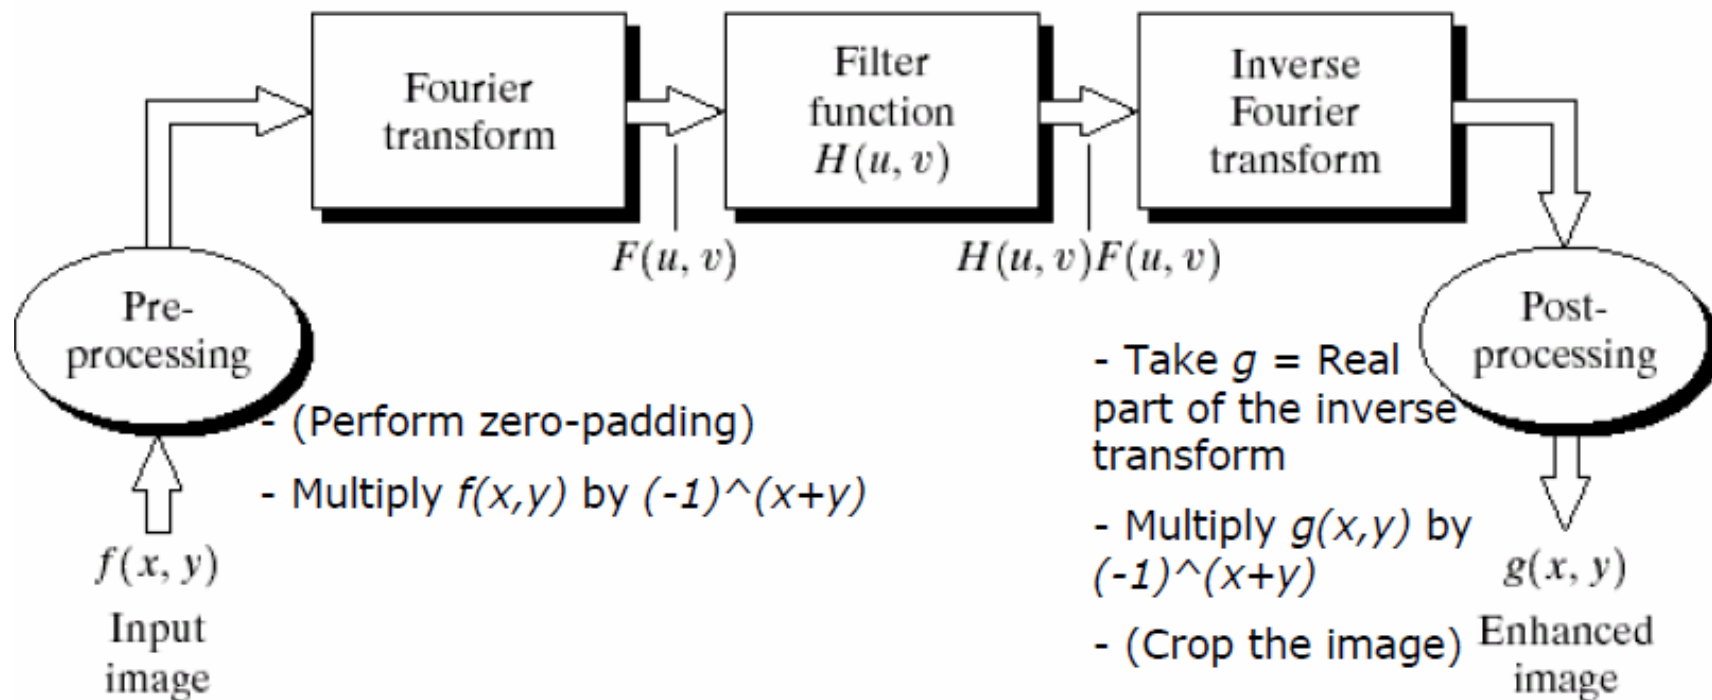 Fourier
transform
Filter
function
H(u, v)
Inverse
Fourier
transform
F(u, v)
H(u, v)F(u, v)
Pre-
processing
Post-
processing
- (Perform zero-padding)
- Multiply f(x,y) by (-1)^(x+y)
- Take g = Real
part of the inverse
transform
- Multiply g(x,y) by
(-1)^(x+y)
- (Crop the image)
f(x, y)
Input
image
g(x, y)
Enhanced
image